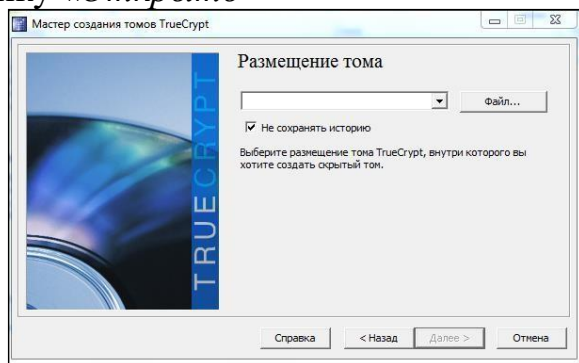 Мастер создания томов TrueCrypt
TRUECRYPT
Размещение тома
Файл...
Не сохранять историю
Выберите размещение тома TrueCrypt, внутри которого вы
хотите создать скрытый том.
Справка
< Назад
Далее >
Отмена